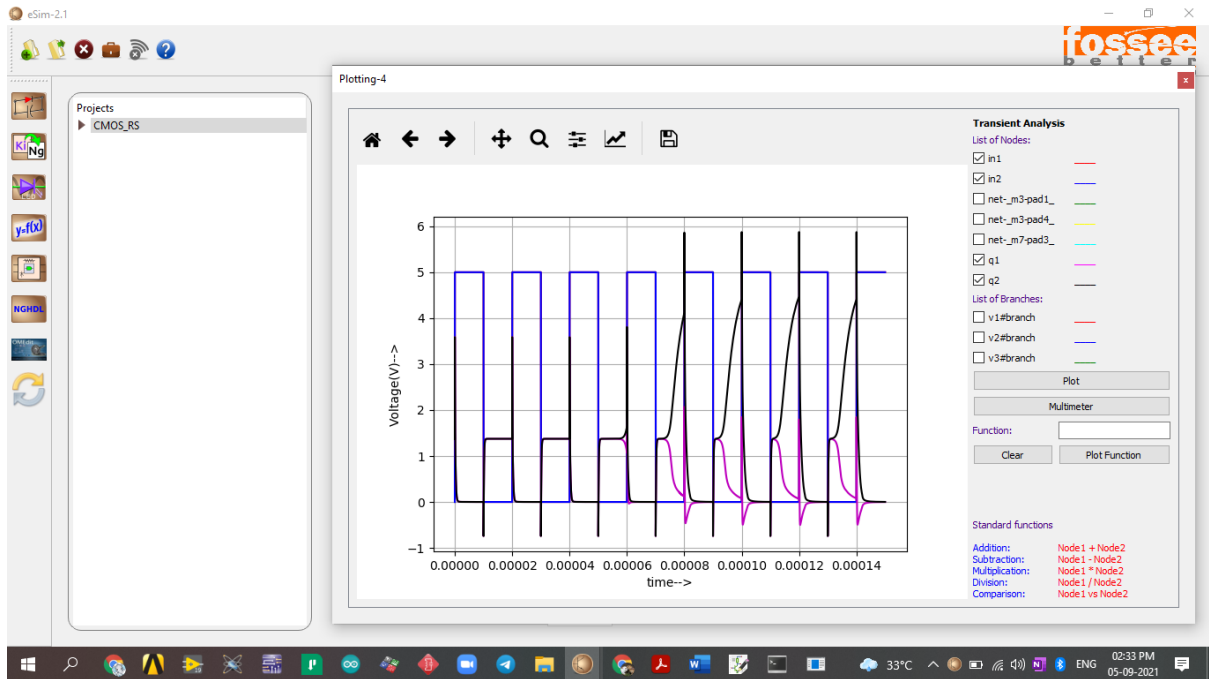 eSim-2.1
fossee
better
Plotting-4
Projects
CMOS_RS
Ki
Ng
y=f(x)
NGHDL
6
5
4
3
2
1
0
−1
Voltage(V)-->
0.00000 0.00002 0.00004 0.00006 0.00008 0.00010 0.00012 0.00014
time-->
Transient Analysis
List of Nodes:
in1
in2
net-_m3-pad1_
net-_m3-pad4_
net-_m7-pad3_
q1
q2
List of Branches:
v1#branch
v2#branch
v3#branch
Plot
Multimeter
Function:
Clear Plot Function
Standard functions
Addition: Node1 + Node2
Subtraction: Node1 - Node2
Multiplication: Node1 * Node2
Division: Node1 / Node2
Comparison: Node1 vs Node2
33°C ENG 02:33 PM
05-09-2021